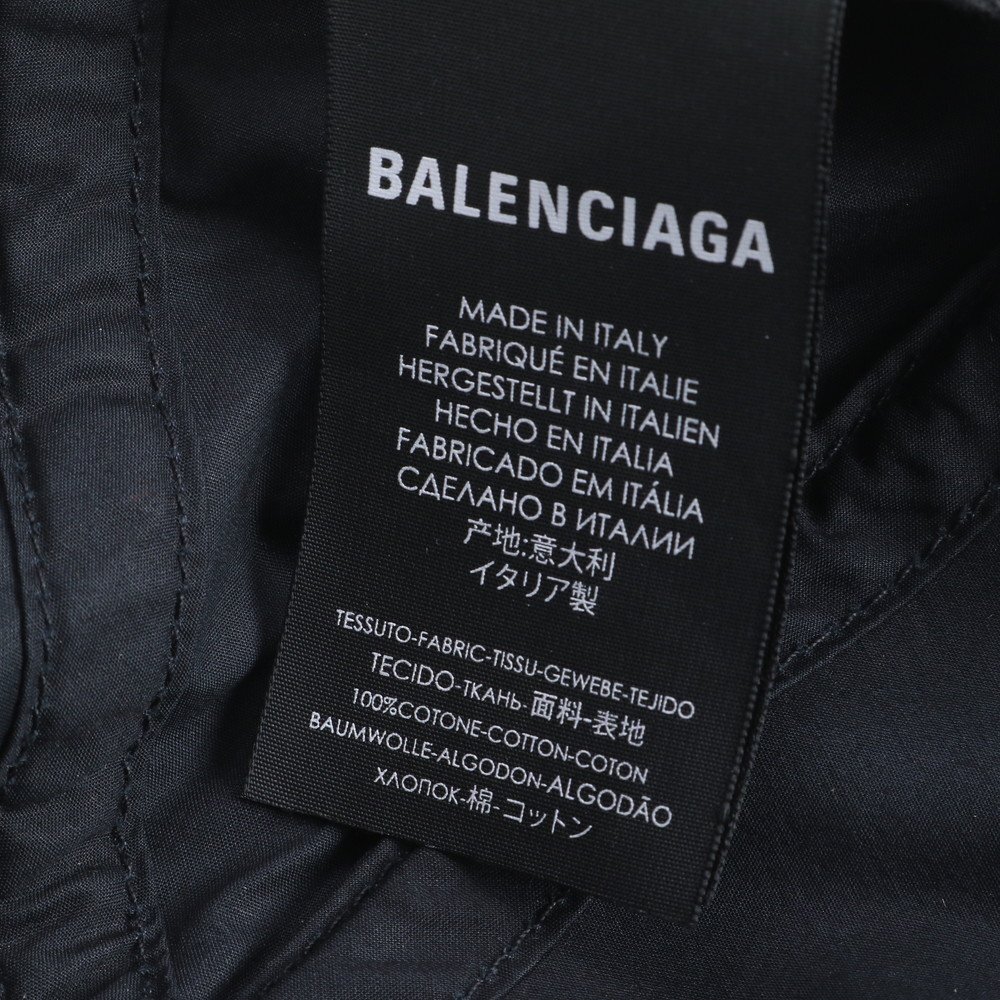 BALENCIAGA
MADE IN ITALY
FABRIQUÉ EN ITALIE
HERGESTELLT IN ITALIEN
HECHO EN ITALIA
FABRICADO EM ITÁLIA
СДЕЛАНО В ИТАЛИИ
产地:意大利
イタリア製
TESSUTO-FABRIC-TISSU-GEWEBE-TEJIDO
TECIDO-ТКАНЬ-面料-表地
100%COTONE-COTTON-COTON
BAUMWOLLE-ALGODON-ALGODÃO
ХЛОПОК-棉-コットン